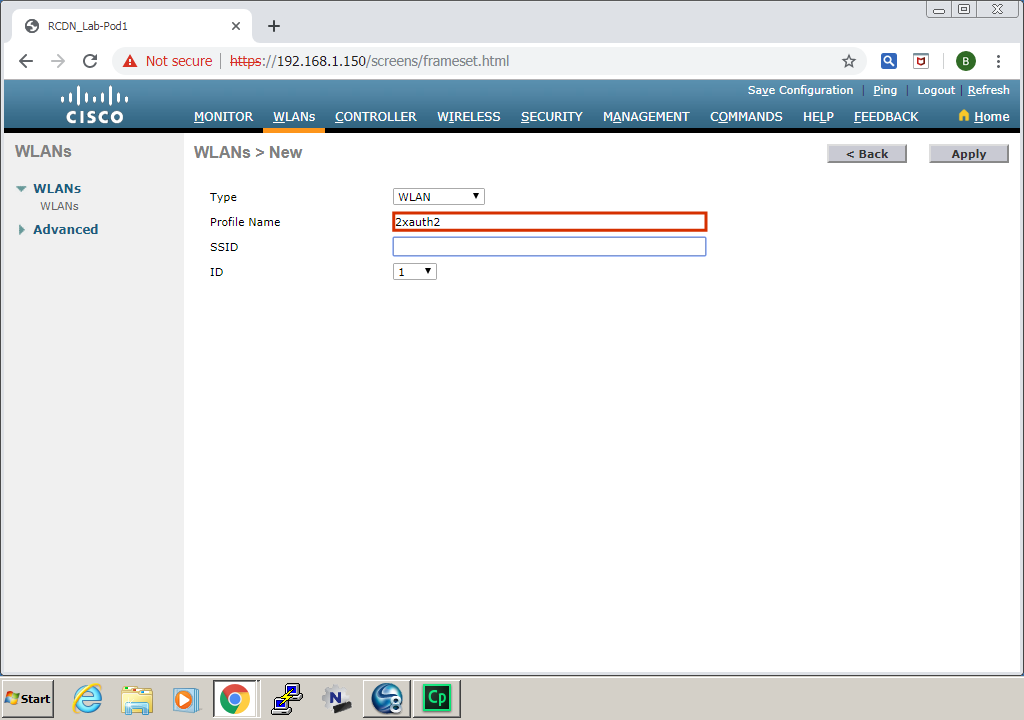 RCDN_Lab-Pod1
Not secure https://192.168.1.150/screens/frameset.html
B
Save Configuration | Ping | Logout | Refresh
CISCO
MONITOR WLANs CONTROLLER WIRELESS SECURITY MANAGEMENT COMMANDS HELP FEEDBACK Home
WLANs
WLANs > New
< Back
Apply
WLANs
WLANs
Advanced
Type WLAN
Profile Name 2xauth2
SSID
ID 1
Start
N
Cp